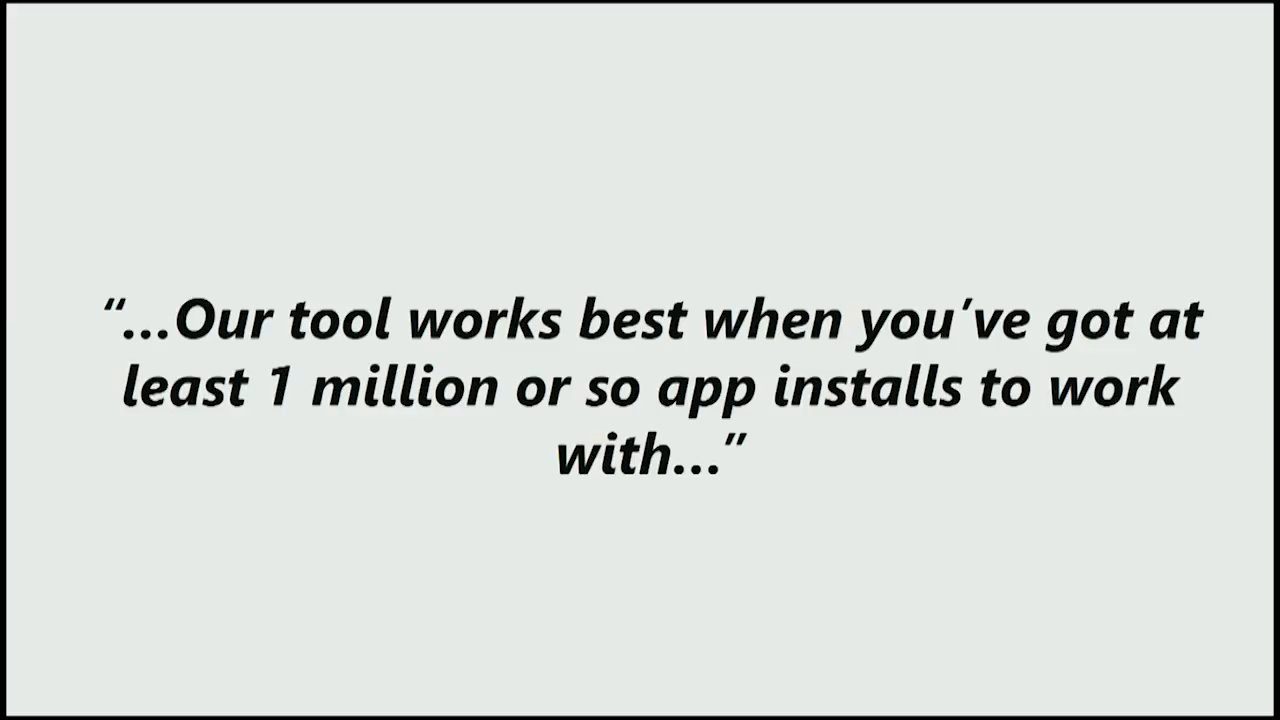 “...Our tool works best when you’ve got at
least 1 million or so app installs to work
with...”